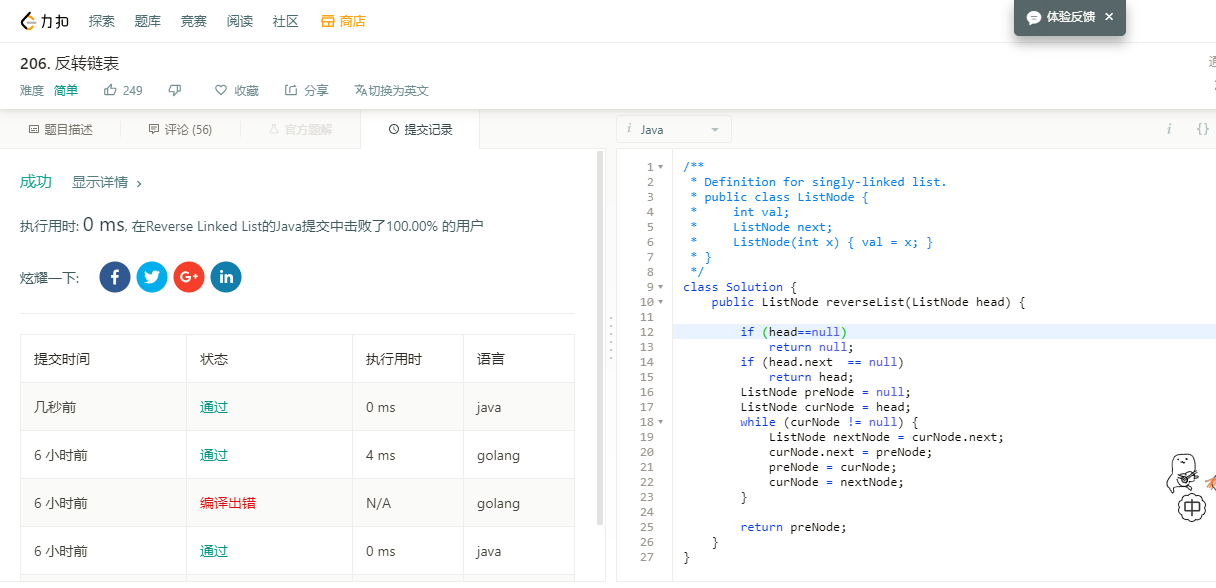 力扣 探索 题库 竞赛 阅读 社区 商店
体验反馈 ×
206. 反转链表
难度 简单 249 收藏 分享 切换为英文
题目描述 评论 (56) 官方题解 提交记录
i Java i {}
成功 显示详情 >
执行用时: 0 ms, 在Reverse Linked List的Java提交中击败了100.00% 的用户
炫耀一下:
f G+ in
提交时间 状态 执行用时 语言
几秒前 通过 0 ms java
6 小时前 通过 4 ms golang
6 小时前 编译出错 N/A golang
6 小时前 通过 0 ms java
1 /**
2 * Definition for singly-linked list.
3 * public class ListNode {
4 *     int val;
5 *     ListNode next;
6 *     ListNode(int x) { val = x; }
7 * }
8 */
9 class Solution {
10     public ListNode reverseList(ListNode head) {
11
12         if (head==null)
13             return null;
14         if (head.next  == null)
15             return head;
16         ListNode preNode = null;
17         ListNode curNode = head;
18         while (curNode != null) {
19             ListNode nextNode = curNode.next;
20             curNode.next = preNode;
21             preNode = curNode;
22             curNode = nextNode;
23         }
24
25         return preNode;
26     }
27 }
中